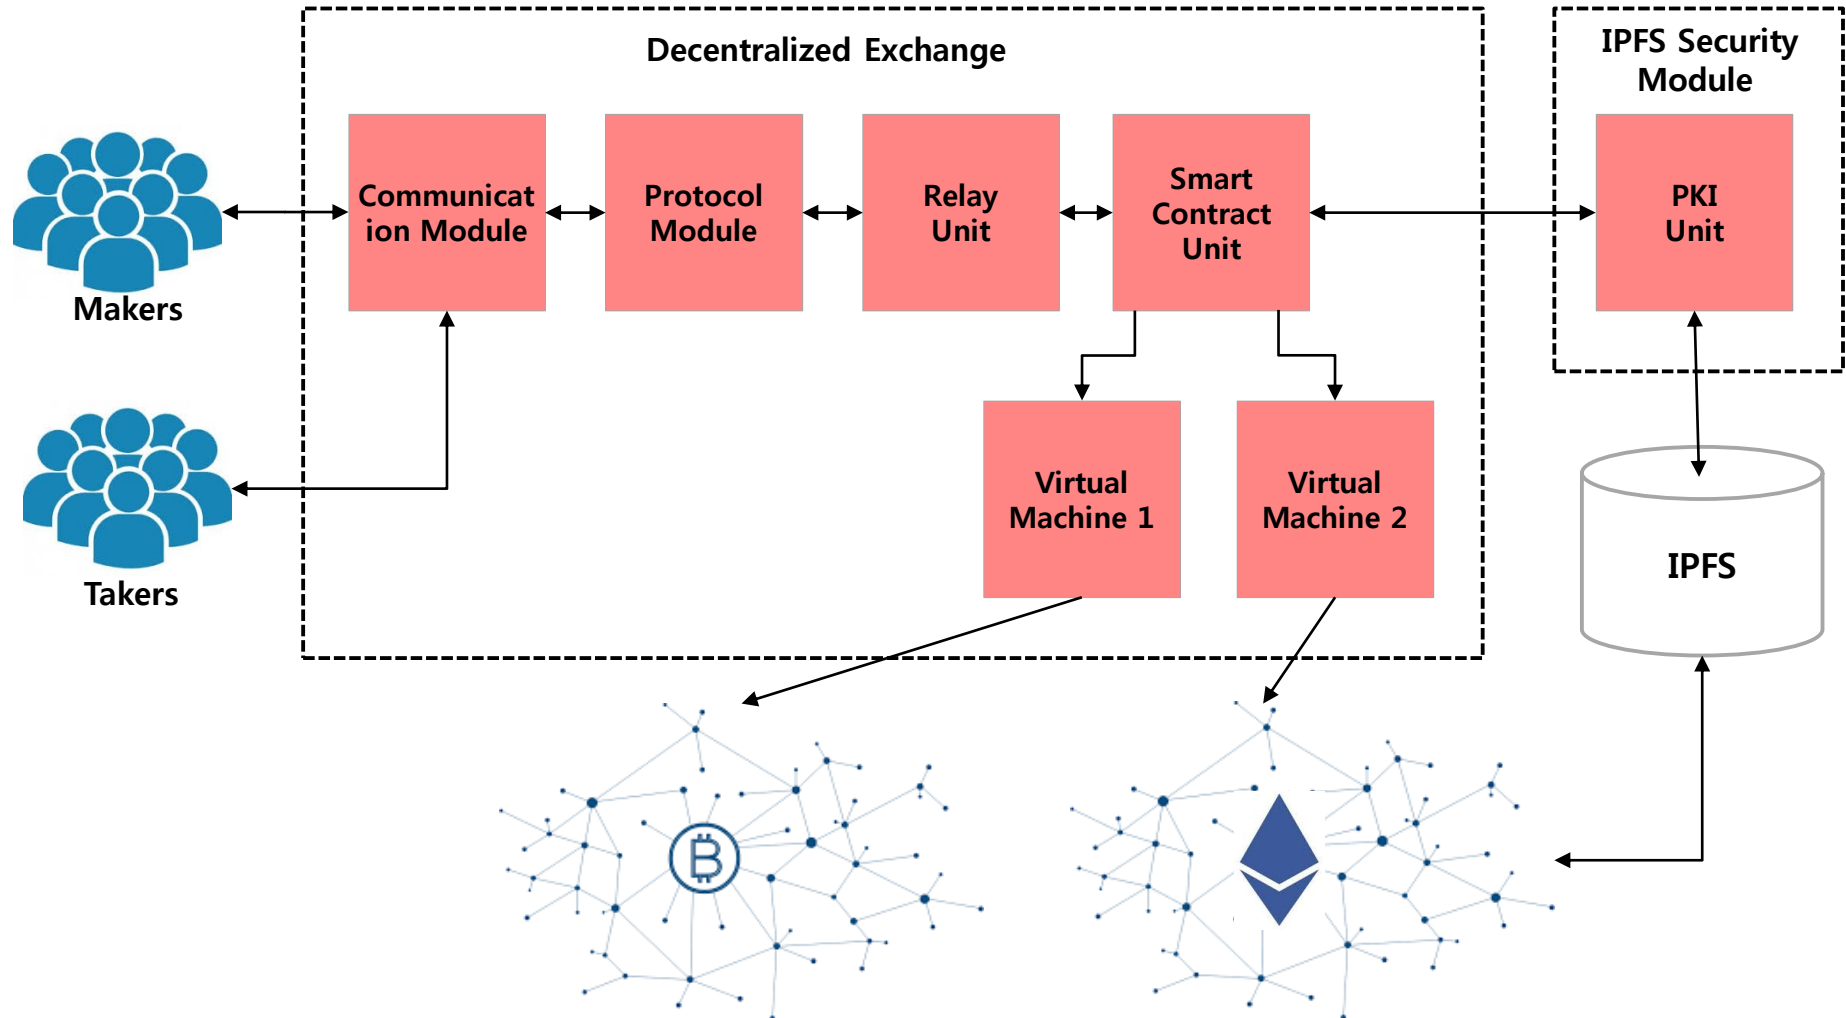 Decentralized Exchange
IPFS Security
Module
Communicat
ion Module
Protocol
Module
Relay
Unit
Smart
Contract
Unit
PKI
Unit
Makers
Virtual
Machine 1
Virtual
Machine 2
IPFS
Takers